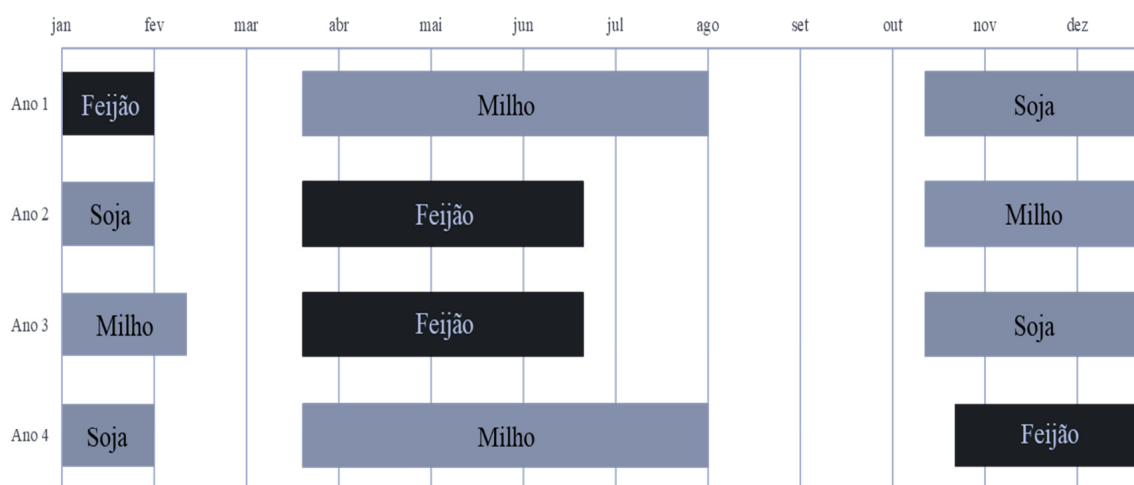 jan fev mar abr mai jun jul ago set out nov dez
Ano 1 Feijão Milho Soja
Ano 2 Soja Feijão Milho
Ano 3 Milho Feijão Soja
Ano 4 Soja Milho Feijão